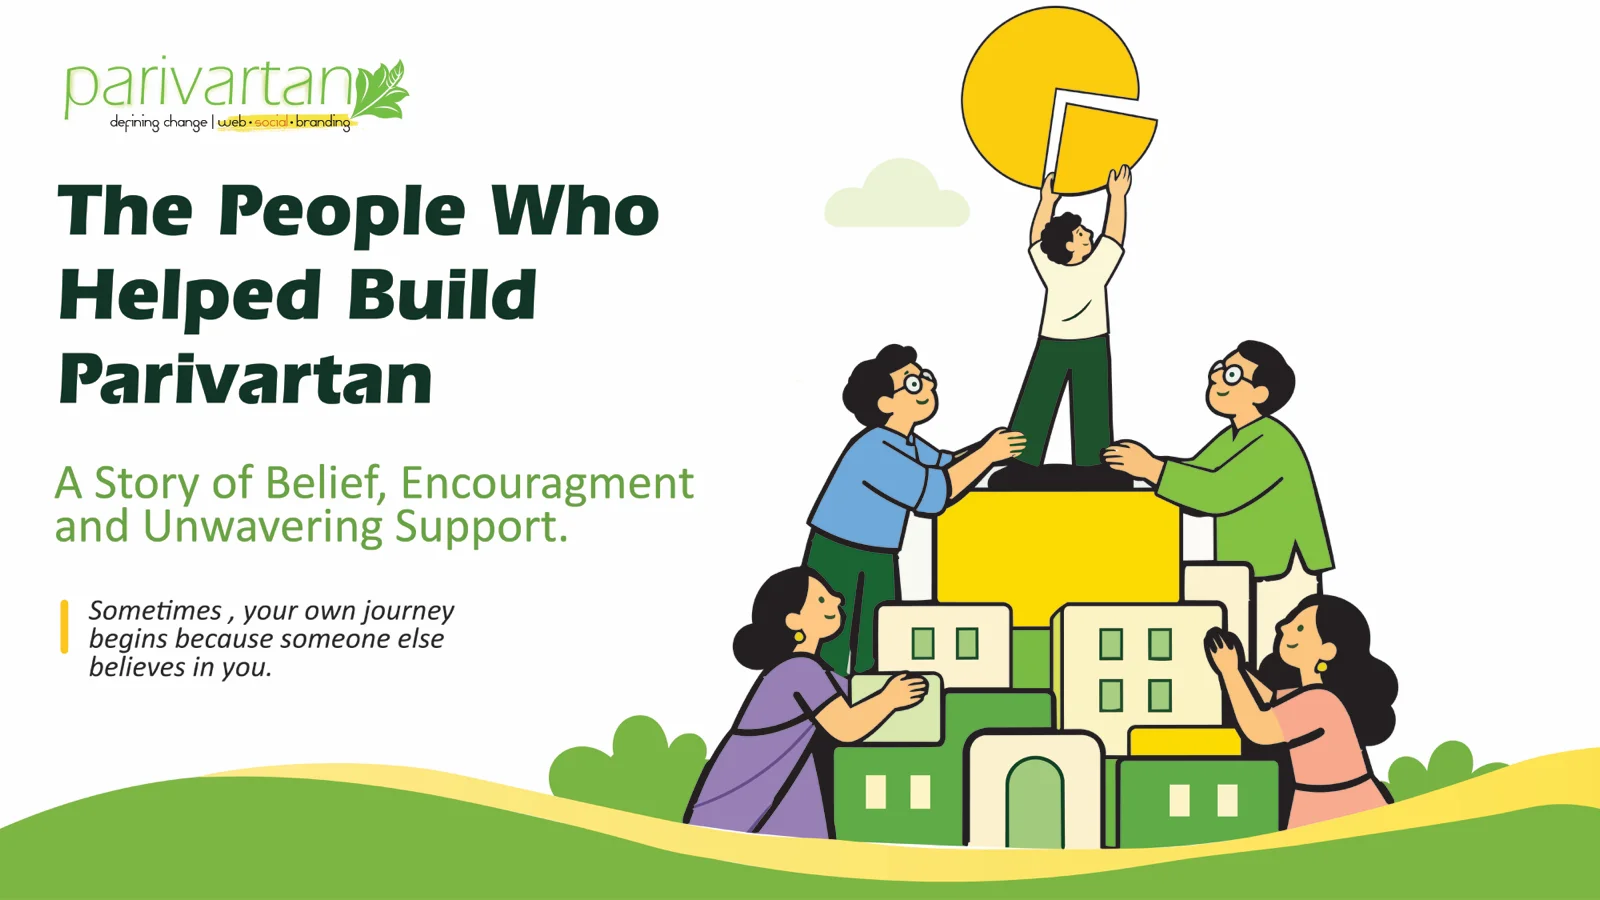 parivartan
defining change | web • social • branding
The People Who
Helped Build
Parivartan
A Story of Belief, Encouragment
and Unwavering Support.
Sometimes , your own journey
begins because someone else
believes in you.